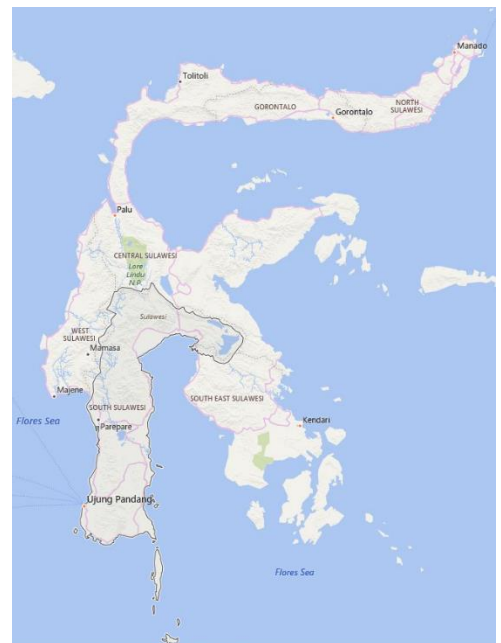 Manado
Tolitoli
GORONTALO
Gorontalo
NORTH
SULAWESI
Palu
CENTRAL SULAWESI
Lore
Lindu
N.P.
Sulawesi
WEST
SULAWESI
Mamasa
Majene
SOUTH SULAWESI
SOUTH EAST SULAWESI
Flores Sea
Parepare
Kendari
Ujung Pandang
Flores Sea